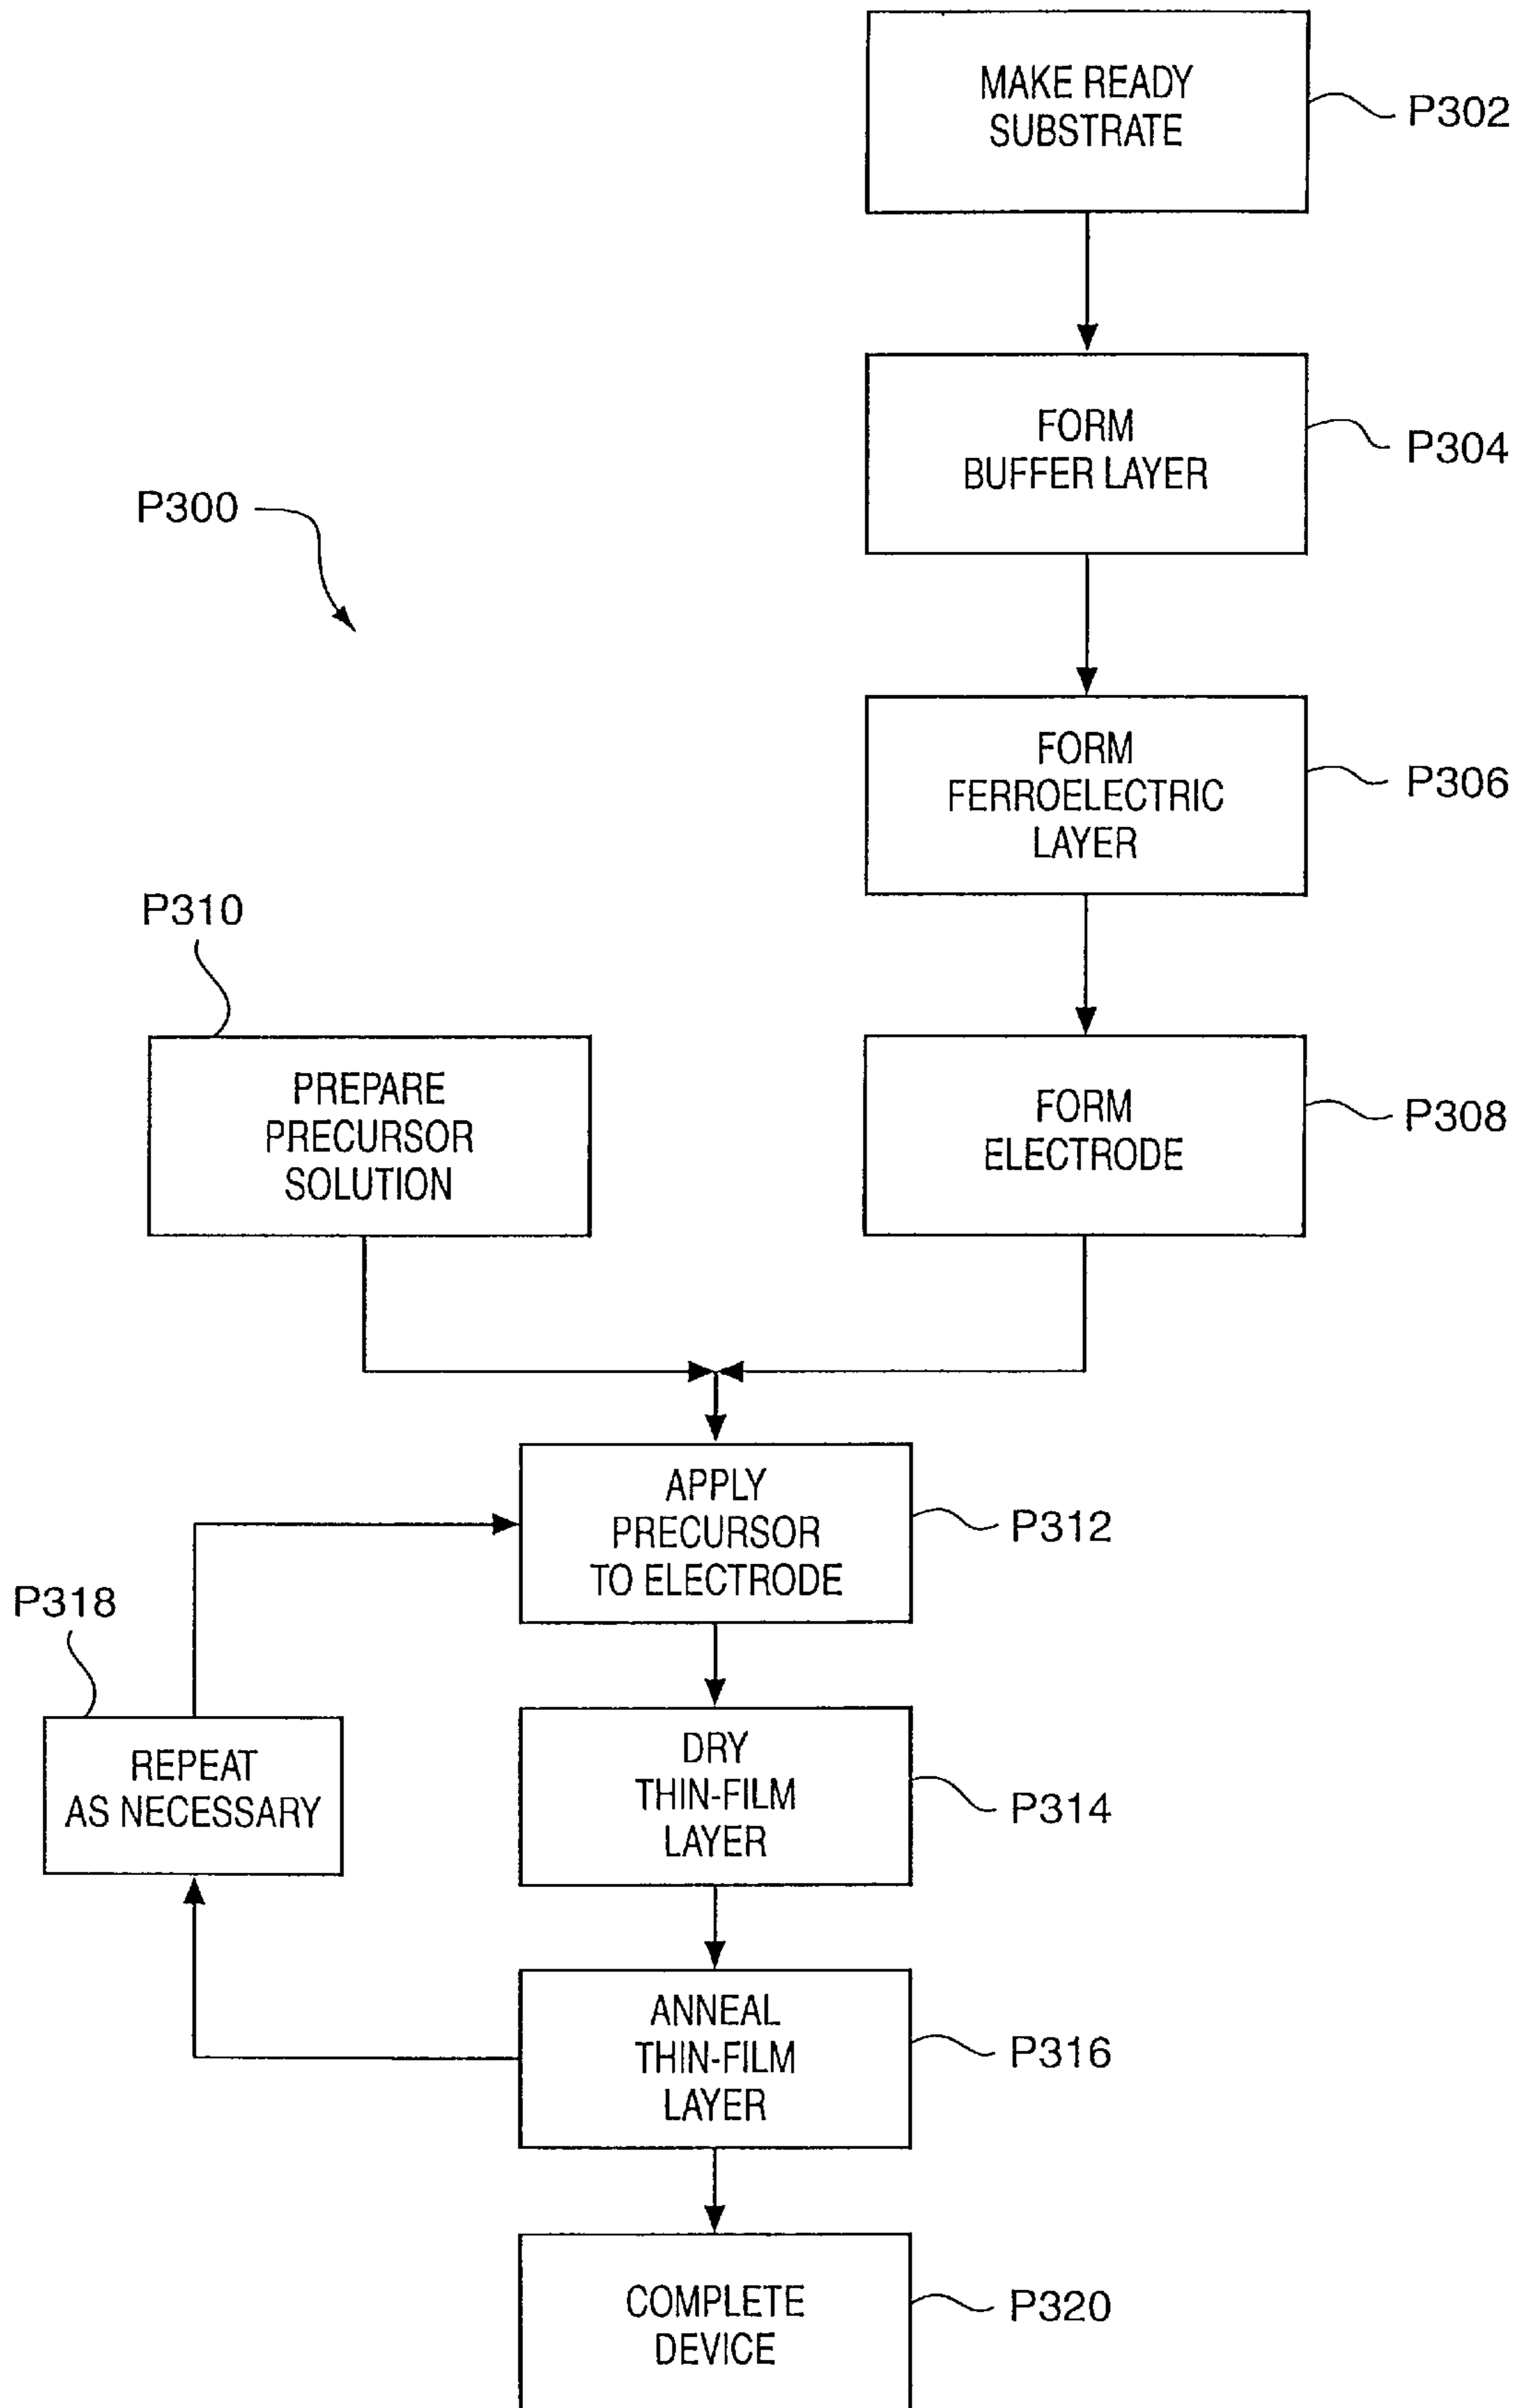 MAKE READY
SUBSTRATE
P302
FORM
BUFFER LAYER
P304
P300
FORM
FERROELECTRIC
LAYER
P306
P310
PREPARE
PRECURSOR
SOLUTION
FORM
ELECTRODE
P308
APPLY
PRECURSOR
TO ELECTRODE
P312
P318
REPEAT
AS NECESSARY
DRY
THIN-FILM
LAYER
P314
ANNEAL
THIN-FILM
LAYER
P316
COMPLETE
DEVICE
P320